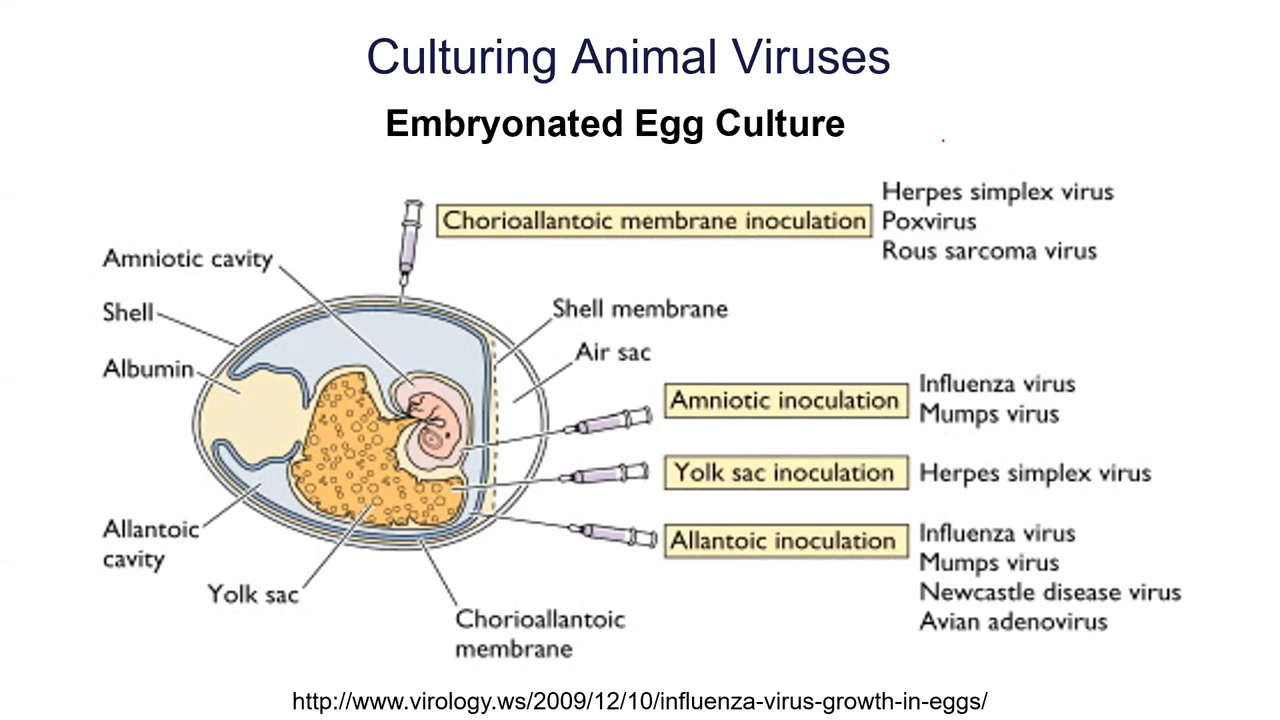 Culturing Animal Viruses
Embryonated Egg Culture
Chorioallantoic membrane inoculation
Herpes simplex virus
Poxvirus
Rous sarcoma virus
Amniotic cavity
Shell
Albumin
Shell membrane
Air sac
Amniotic inoculation
Influenza virus
Mumps virus
Yolk sac inoculation
Herpes simplex virus
Allantoic inoculation
Influenza virus
Mumps virus
Newcastle disease virus
Avian adenovirus
Allantoic
cavity
Yolk sac
Chorioallantoic
membrane
http://www.virology.ws/2009/12/10/influenza-virus-growth-in-eggs/